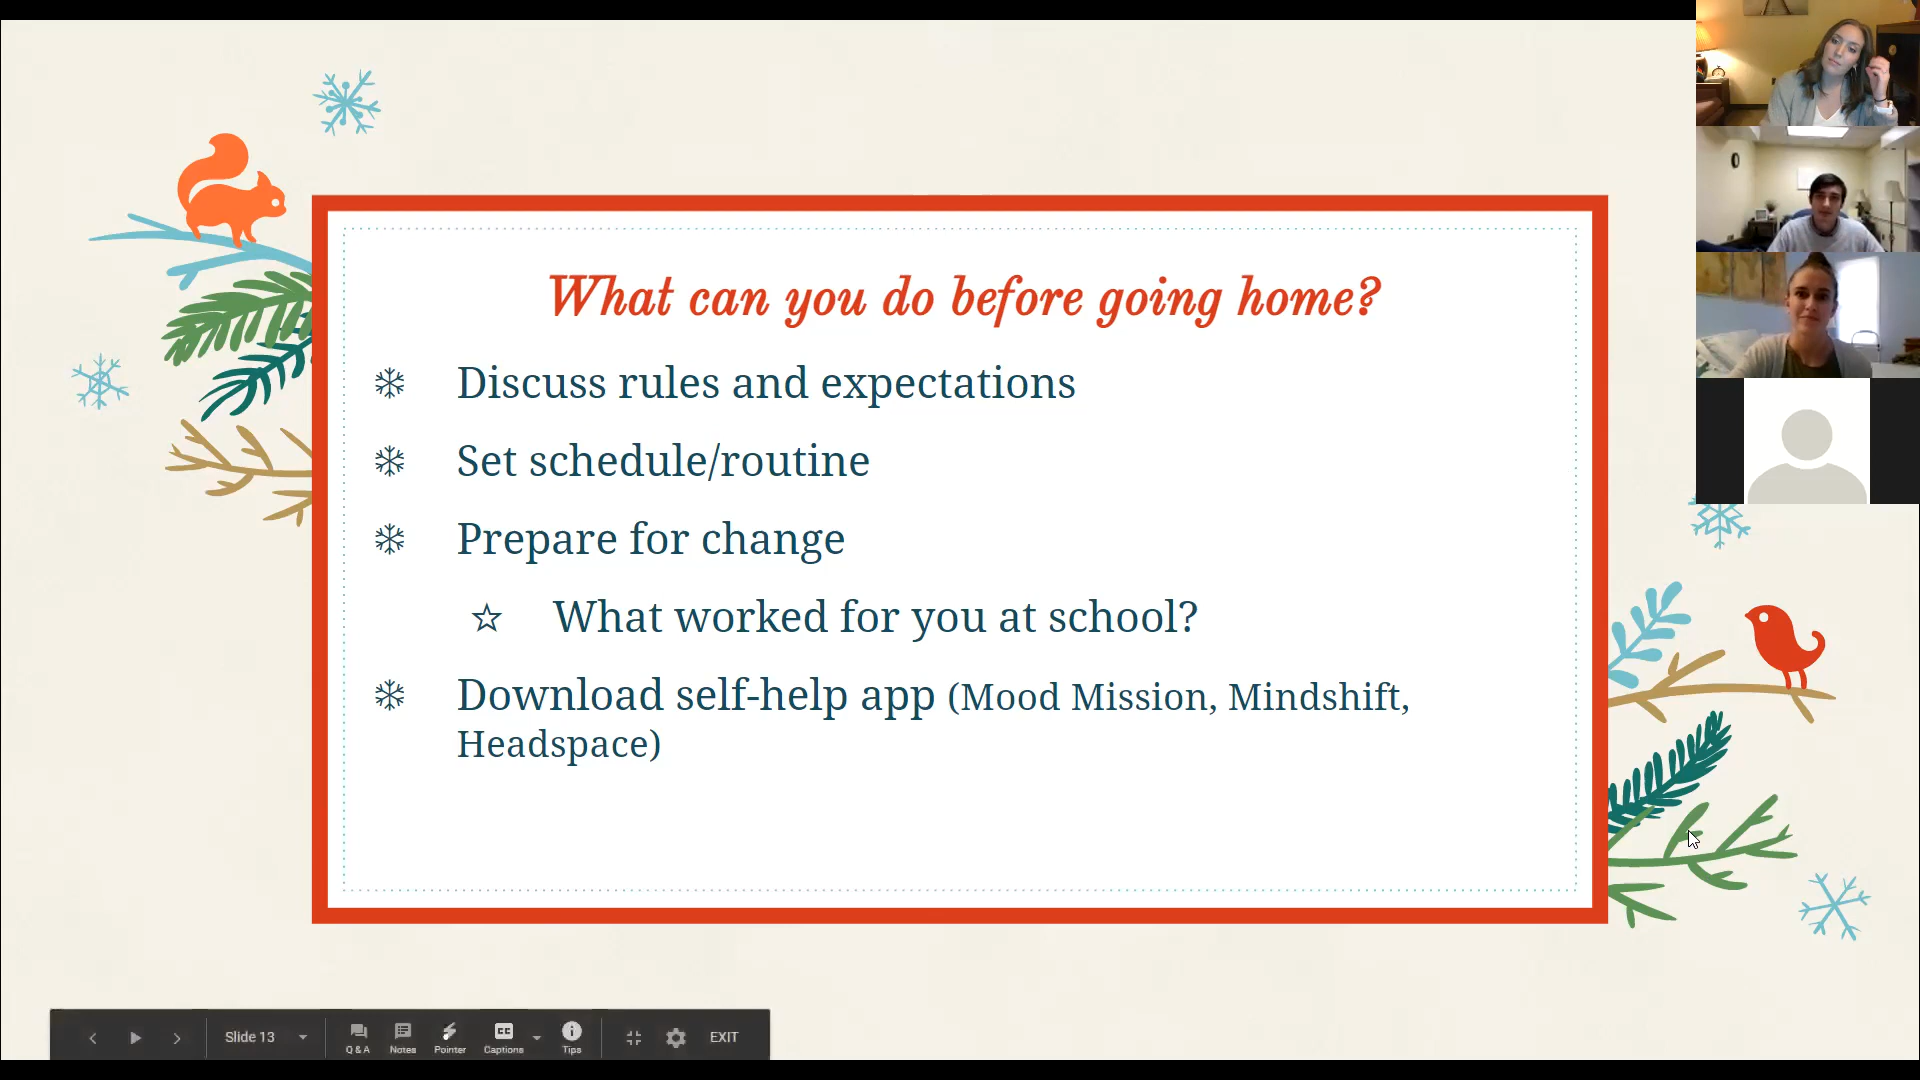 What can you do before going home?
Discuss rules and expectations
Set schedule/routine
Prepare for change
What worked for you at school?
Download self-help app (Mood Mission, Mindshift,
Headspace)
Slide 13
Q & A
Notes
Pointer
CC
Captions
Tips
EXIT